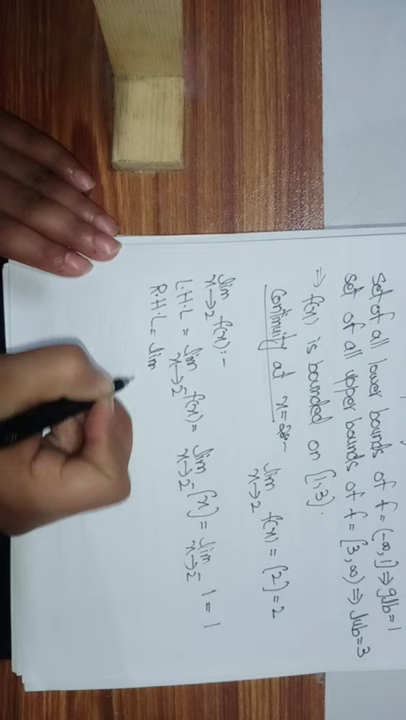 Set of all lower bounds of f = (-∞, 1] ⇒ glb = 1
Set of all upper bounds of f = [3, ∞) ⇒ lub = 3
⇒ f(x) is bounded on [1, 3).
Continuity at x = 2:-
lim x→2 f(x) = [2] = 2
lim x→2 f(x):-
L.H.L = lim x→2⁻ f(x) = lim x→2⁻ [x] = lim x→2⁻ 1 = 1
R.H.L = lim